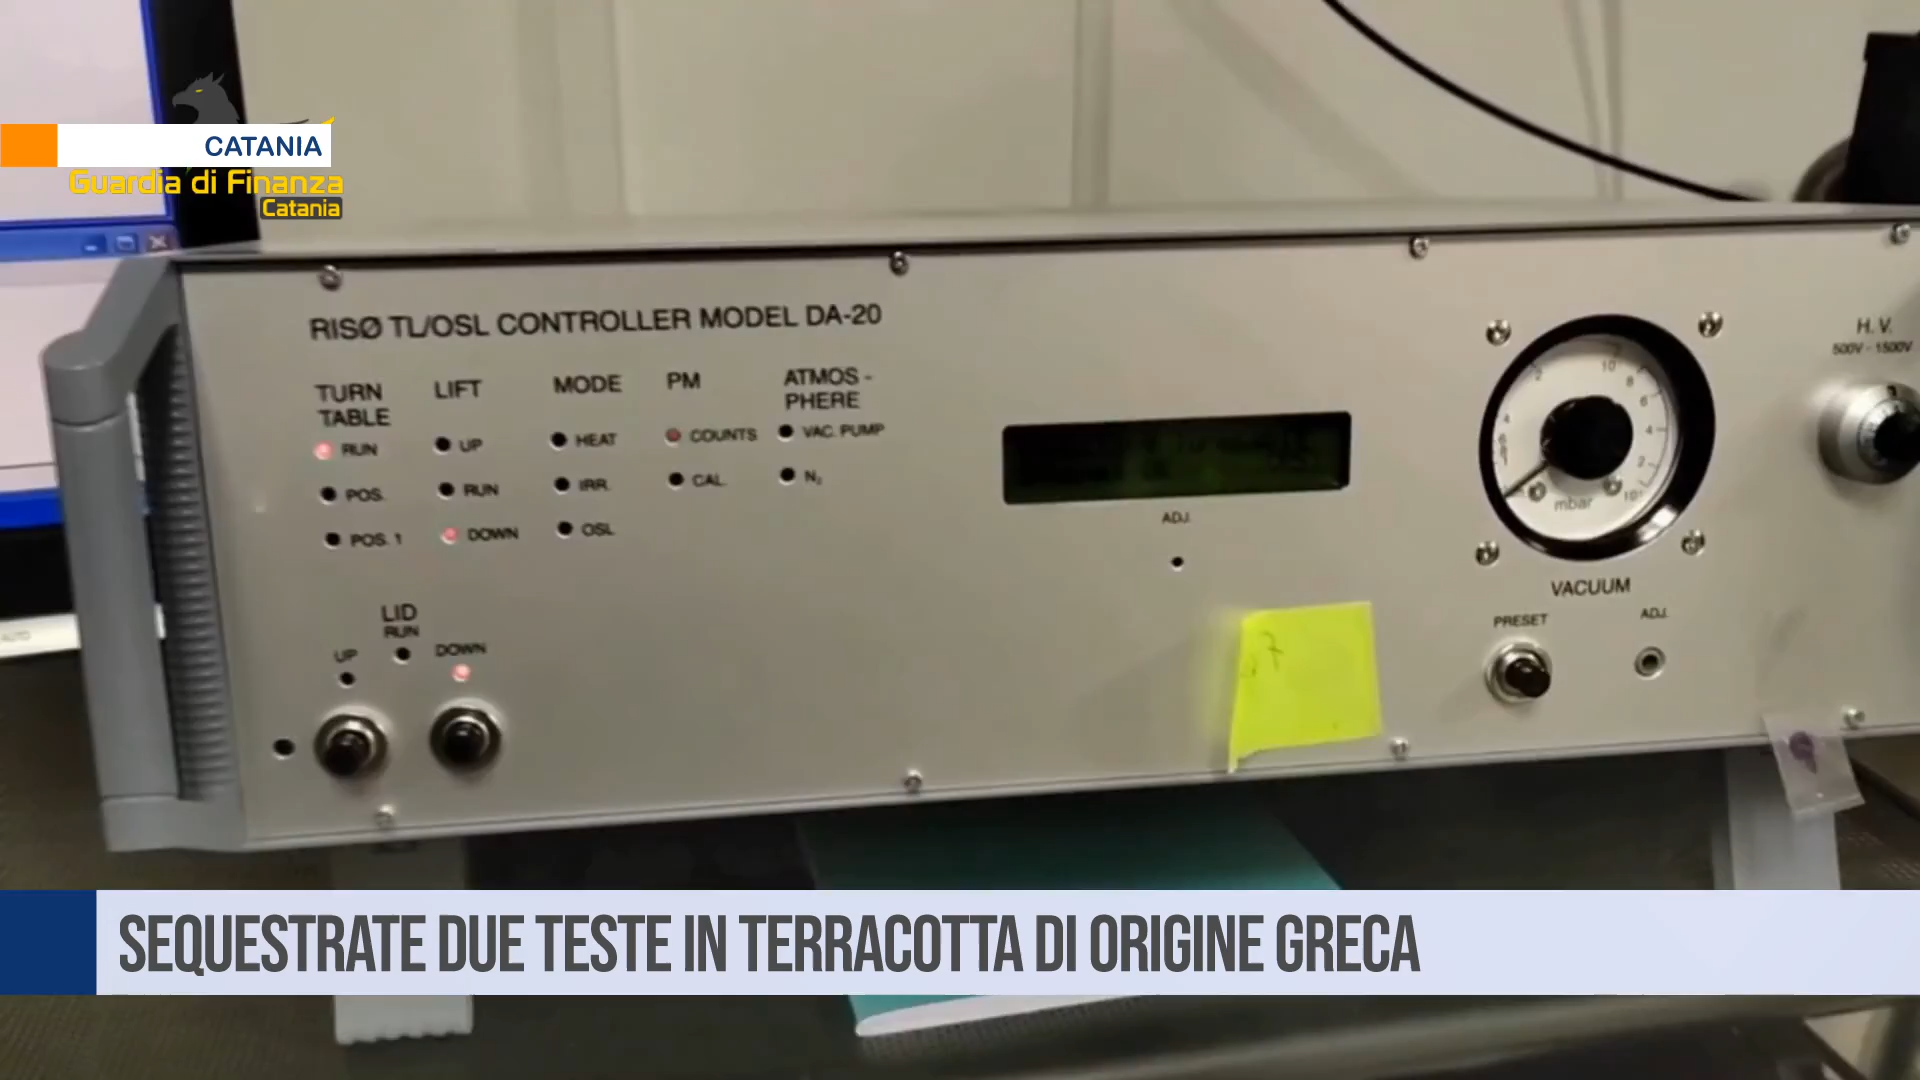 CATANIA
Guardia di Finanza
Catania
RISØ TL/OSL CONTROLLER MODEL DA-20
TURN TABLE
RUN
POS.
POS. 1
LIFT
UP
RUN
DOWN
MODE
HEAT
IRR.
OSL
PM
COUNTS
CAL.
ATMOS-
PHERE
VAC. PUMP
N₂
LID
RUN
UP
DOWN
ADJ.
mbar
VACUUM
PRESET
ADJ.
H.V.
500V - 1500V
AUTO
SEQUESTRATE DUE TESTE IN TERRACOTTA DI ORIGINE GRECA